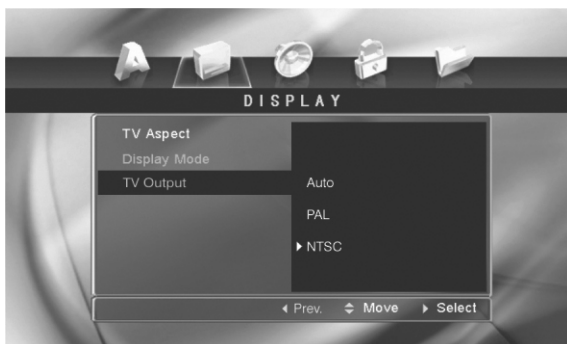 A
DISPLAY
TV Aspect
Display Mode
TV Output
Auto
PAL
NTSC
Prev. Move Select